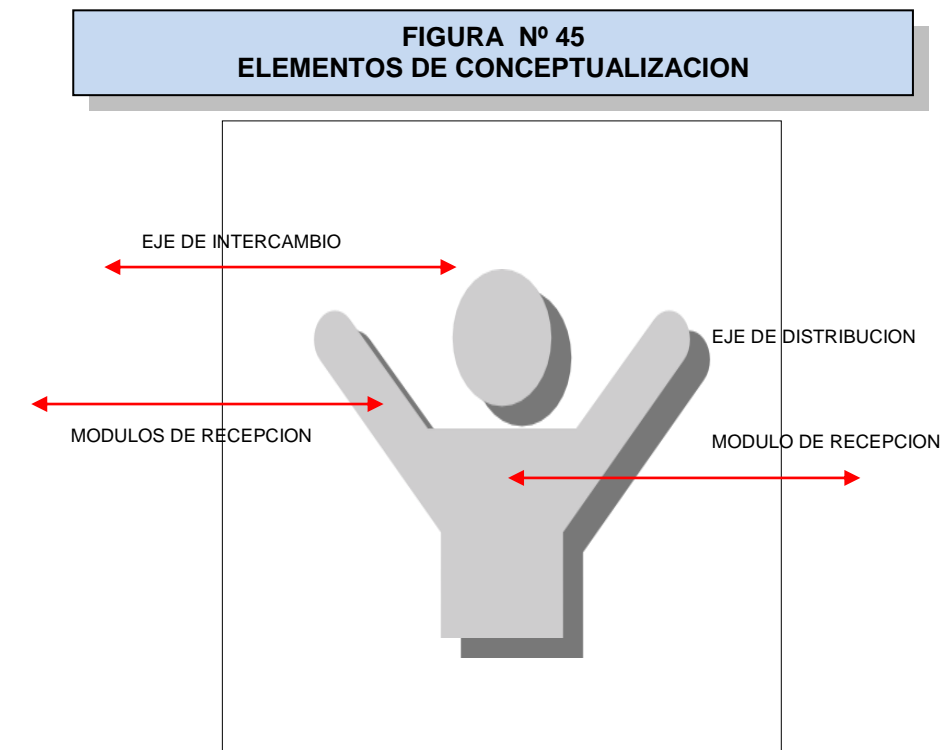 FIGURA Nº 45
ELEMENTOS DE CONCEPTUALIZACION
EJE DE INTERCAMBIO
EJE DE DISTRIBUCION
MODULOS DE RECEPCION
MODULO DE RECEPCION